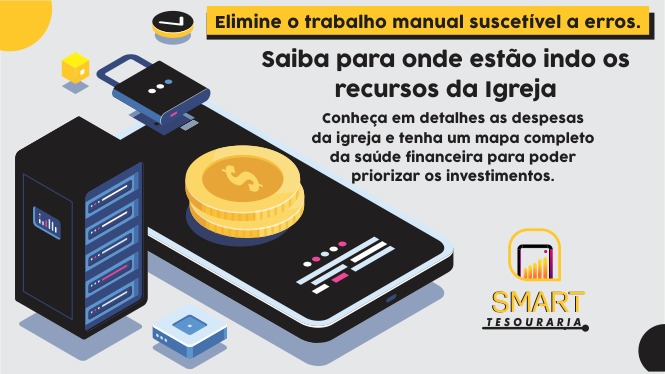 Elimine o trabalho manual suscetível a erros.
Saiba para onde estão indo os
recursos da Igreja
Conheça em detalhes as despesas
da igreja e tenha um mapa completo
da saúde financeira para poder
priorizar os investimentos.
SMART
TESOURARIA